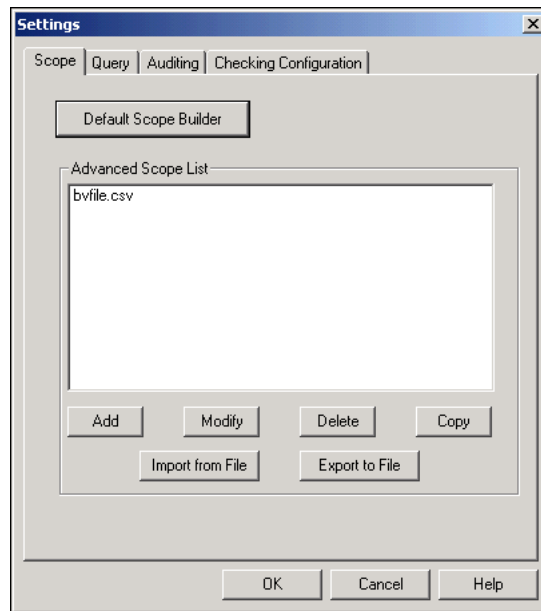 Settings
Scope Query Auditing Checking Configuration
Default Scope Builder
Advanced Scope List
bvfile.csv
Add Modify Delete Copy
Import from File Export to File
OK Cancel Help